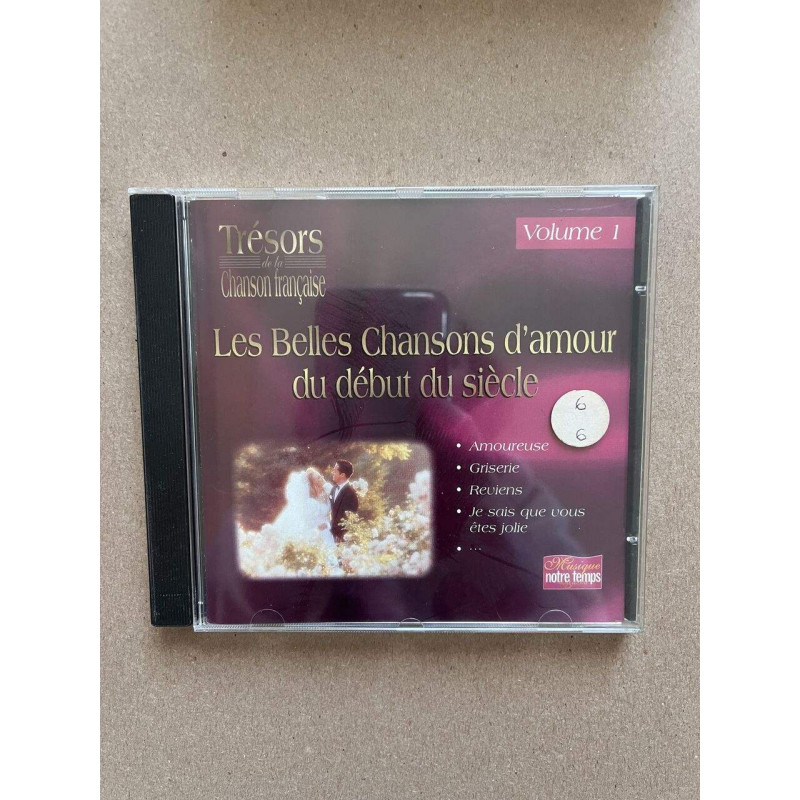 Trésors
de la
Chanson française
Volume 1
Les Belles Chansons d'amour
du début du siècle
6
6
• Amoureuse
• Griserie
• Reviens
• Je sais que vous
êtes jolie
• ...
Musique
notre temps